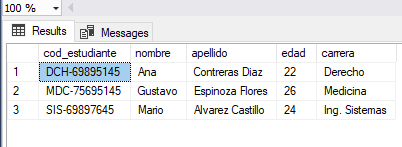 100 %
Results Messages
cod_estudiante nombre apellido edad carrera
1 DCH-69895145 Ana Contreras Diaz 22 Derecho
2 MDC-75695145 Gustavo Espinoza Flores 26 Medicina
3 SIS-69897645 Mario Alvarez Castillo 24 Ing. Sistemas